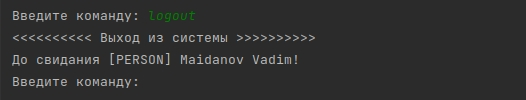 Введите команду: logout
<<<<<<<<<< Выход из системы >>>>>>>>>>
До свидания [PERSON] Maidanov Vadim!
Введите команду: